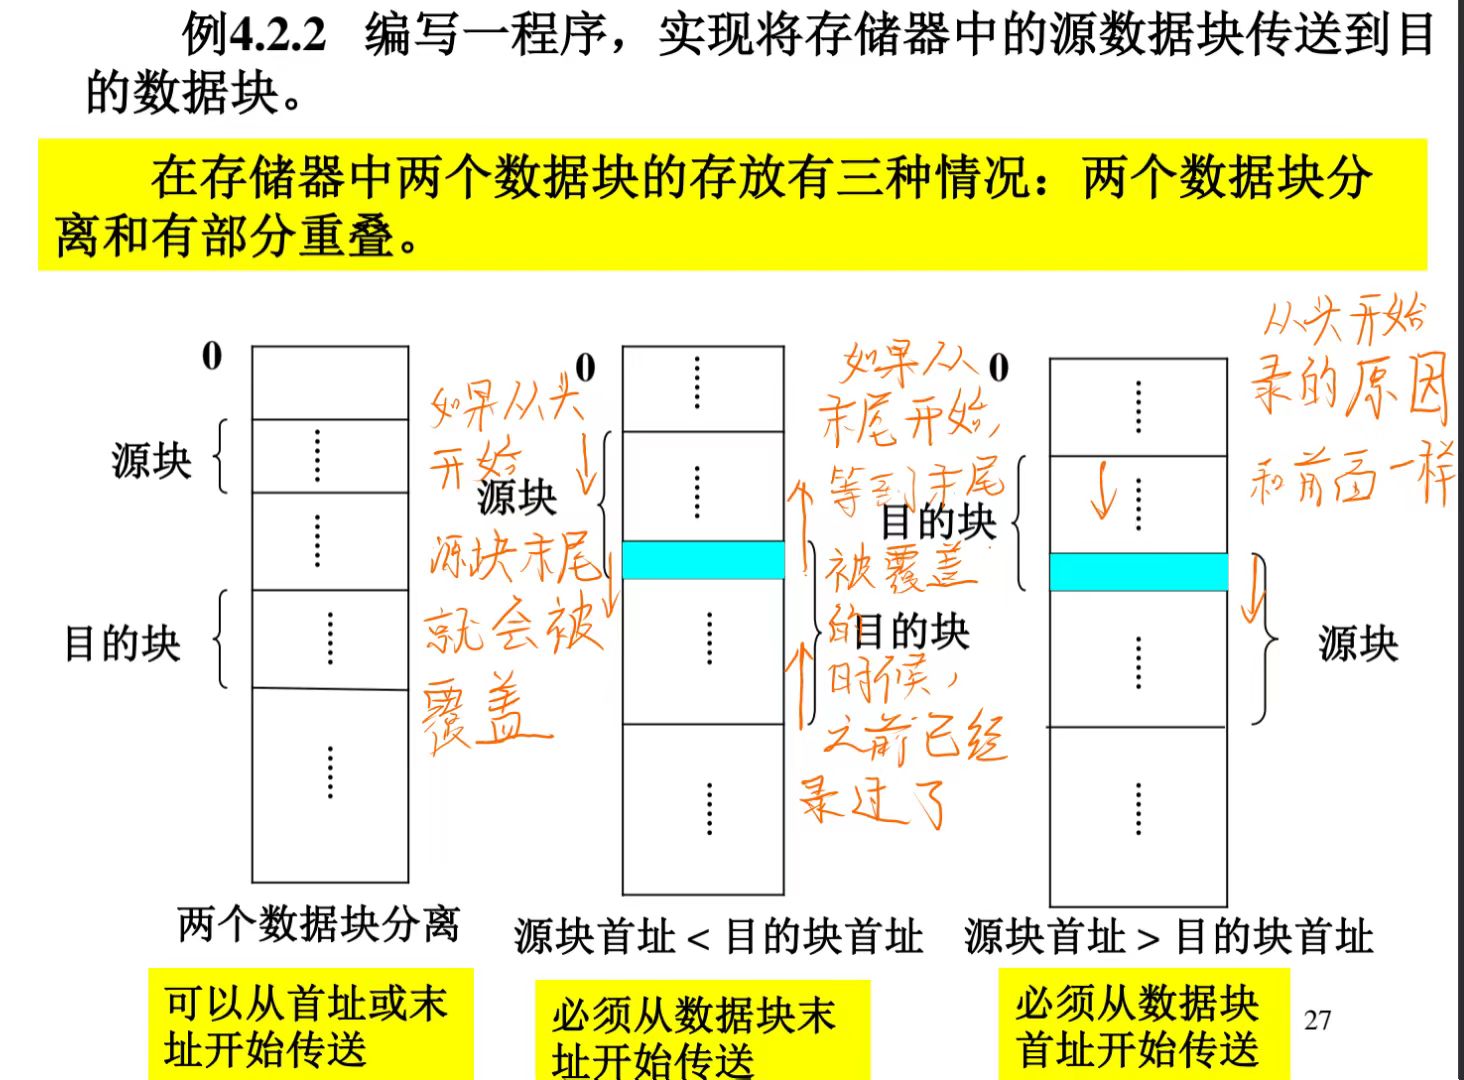 例4.2.2 编写一程序，实现将存储器中的源数据块传送到目
的数据块。
在存储器中两个数据块的存放有三种情况：两个数据块分
离和有部分重叠。
0
源块
目的块
两个数据块分离
可以从首址或末
址开始传送
如果从头
开始
源块末尾
就会被
覆盖
0
源块
目的块
源块首址 < 目的块首址
必须从数据块末
址开始传送
如果从
末尾开始,
等到末尾
被覆盖
的
时候,
之前已经
录过了
0
目的块
源块
源块首址 > 目的块首址
必须从数据块
首址开始传送
从头开始
录的原因
和前面一样
27